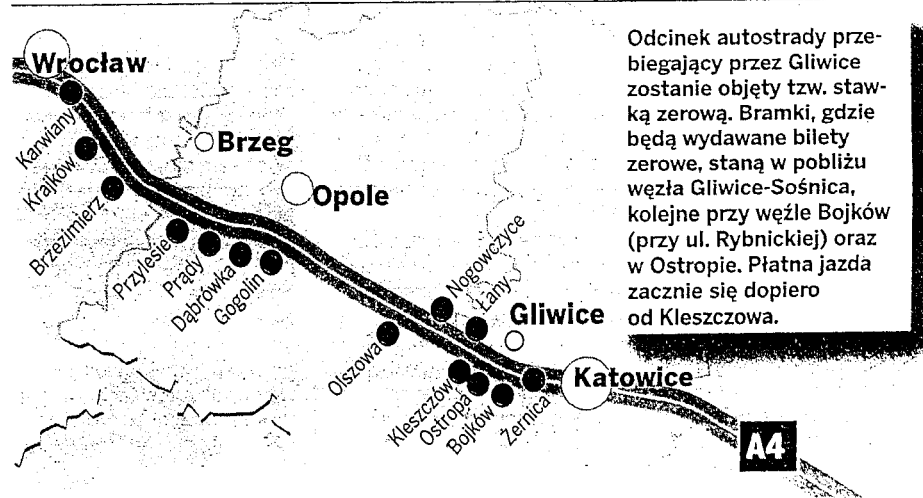 Odcinek autostrady prze-
biegający przez Gliwice
zostanie objęty tzw. staw-
ką zerową. Bramki, gdzie
będą wydawane bilety
zerowe, staną w pobliżu
węzła Gliwice-Sośnica,
kolejne przy węźle Bojków
(przy ul. Rybnickiej) oraz
w Ostropie. Płatna jazda
zacznie się dopiero
od Kleszczowa.
Wrocław
Karwiany
Krajków
Brzezimierz
Brzeg
Opole
Przylesie
Prądy
Dąbrówka
Gogolin
Olszowa
Nogowczyce
Łany
Gliwice
Kleszczów
Ostropa
Bojków
Żernica
Katowice
A4